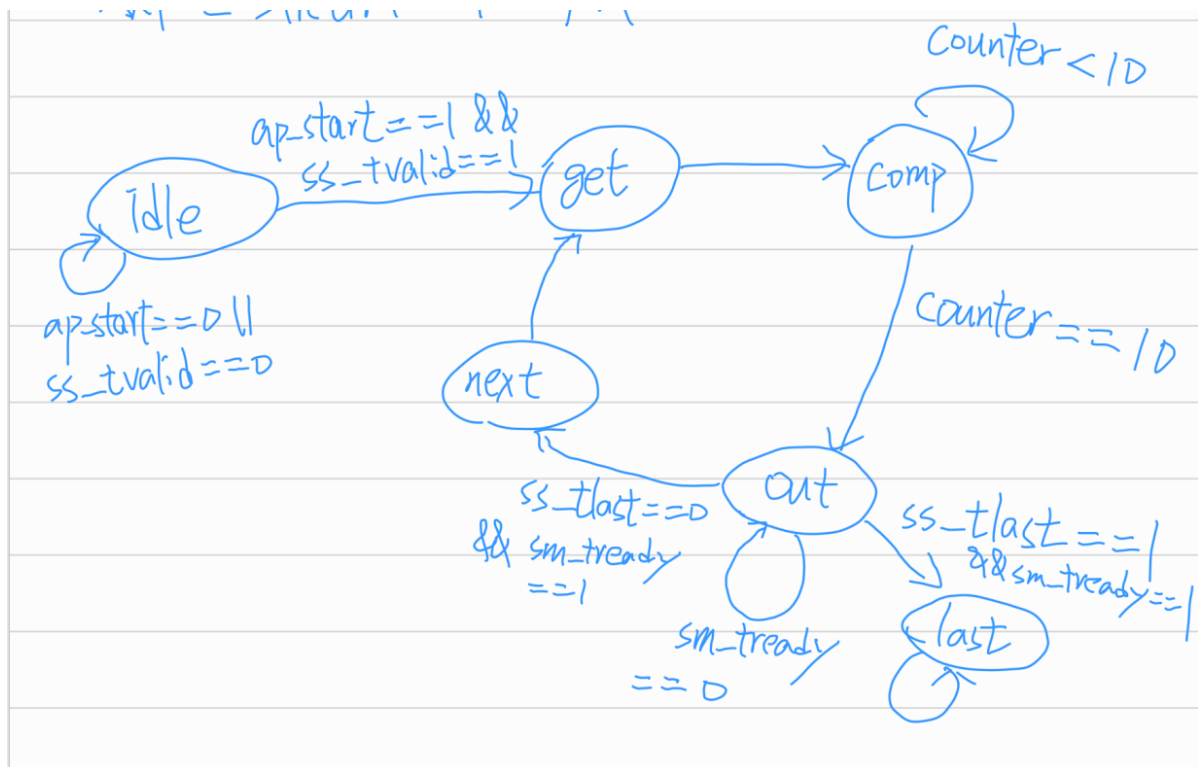 Counter < 10
ap_start==1 &&
ss_tvalid==1
idle
get
comp
ap_start==0 ||
ss_tvalid==0
Counter == 10
next
out
ss_tlast==0
&& sm_tready
==1
ss_tlast==1
&& sm_tready==1
sm_tready
==0
last